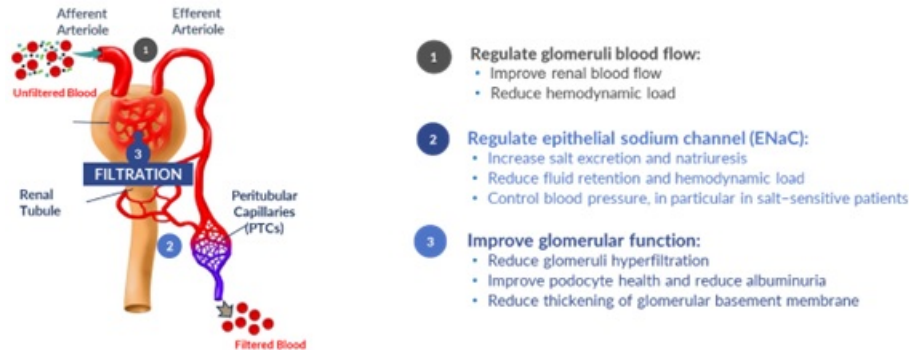 Afferent
Arteriole
Efferent
Arteriole
1
Unfiltered Blood
3
FILTRATION
Renal
Tubule
Peritubular
Capillaries
(PTCs)
2
Filtered Blood
1
Regulate glomeruli blood flow:
• Improve renal blood flow
• Reduce hemodynamic load
2
Regulate epithelial sodium channel (ENaC):
• Increase salt excretion and natriuresis
• Reduce fluid retention and hemodynamic load
• Control blood pressure, in particular in salt-sensitive patients
3
Improve glomerular function:
• Reduce glomeruli hyperfiltration
• Improve podocyte health and reduce albuminuria
• Reduce thickening of glomerular basement membrane